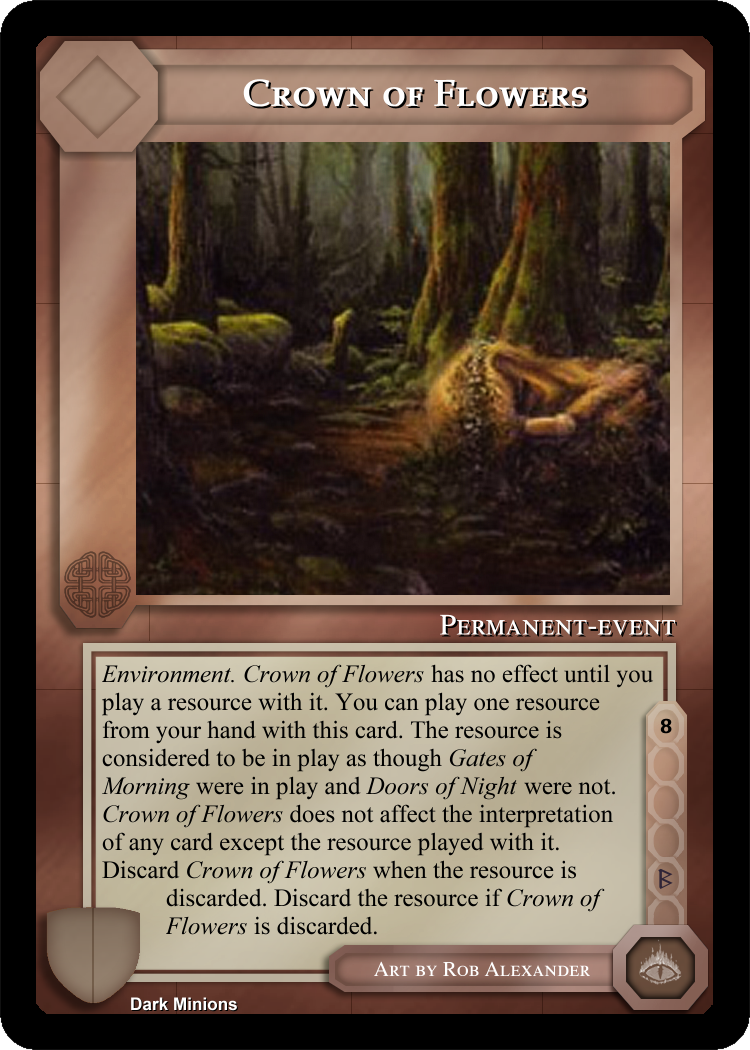 Crown of Flowers
Permanent-event
Environment. Crown of Flowers has no effect until you
play a resource with it. You can play one resource
from your hand with this card. The resource is
considered to be in play as though Gates of
Morning were in play and Doors of Night were not.
Crown of Flowers does not affect the interpretation
of any card except the resource played with it.
Discard Crown of Flowers when the resource is
discarded. Discard the resource if Crown of
Flowers is discarded.
8
ᛒ
Art by Rob Alexander
Dark Minions